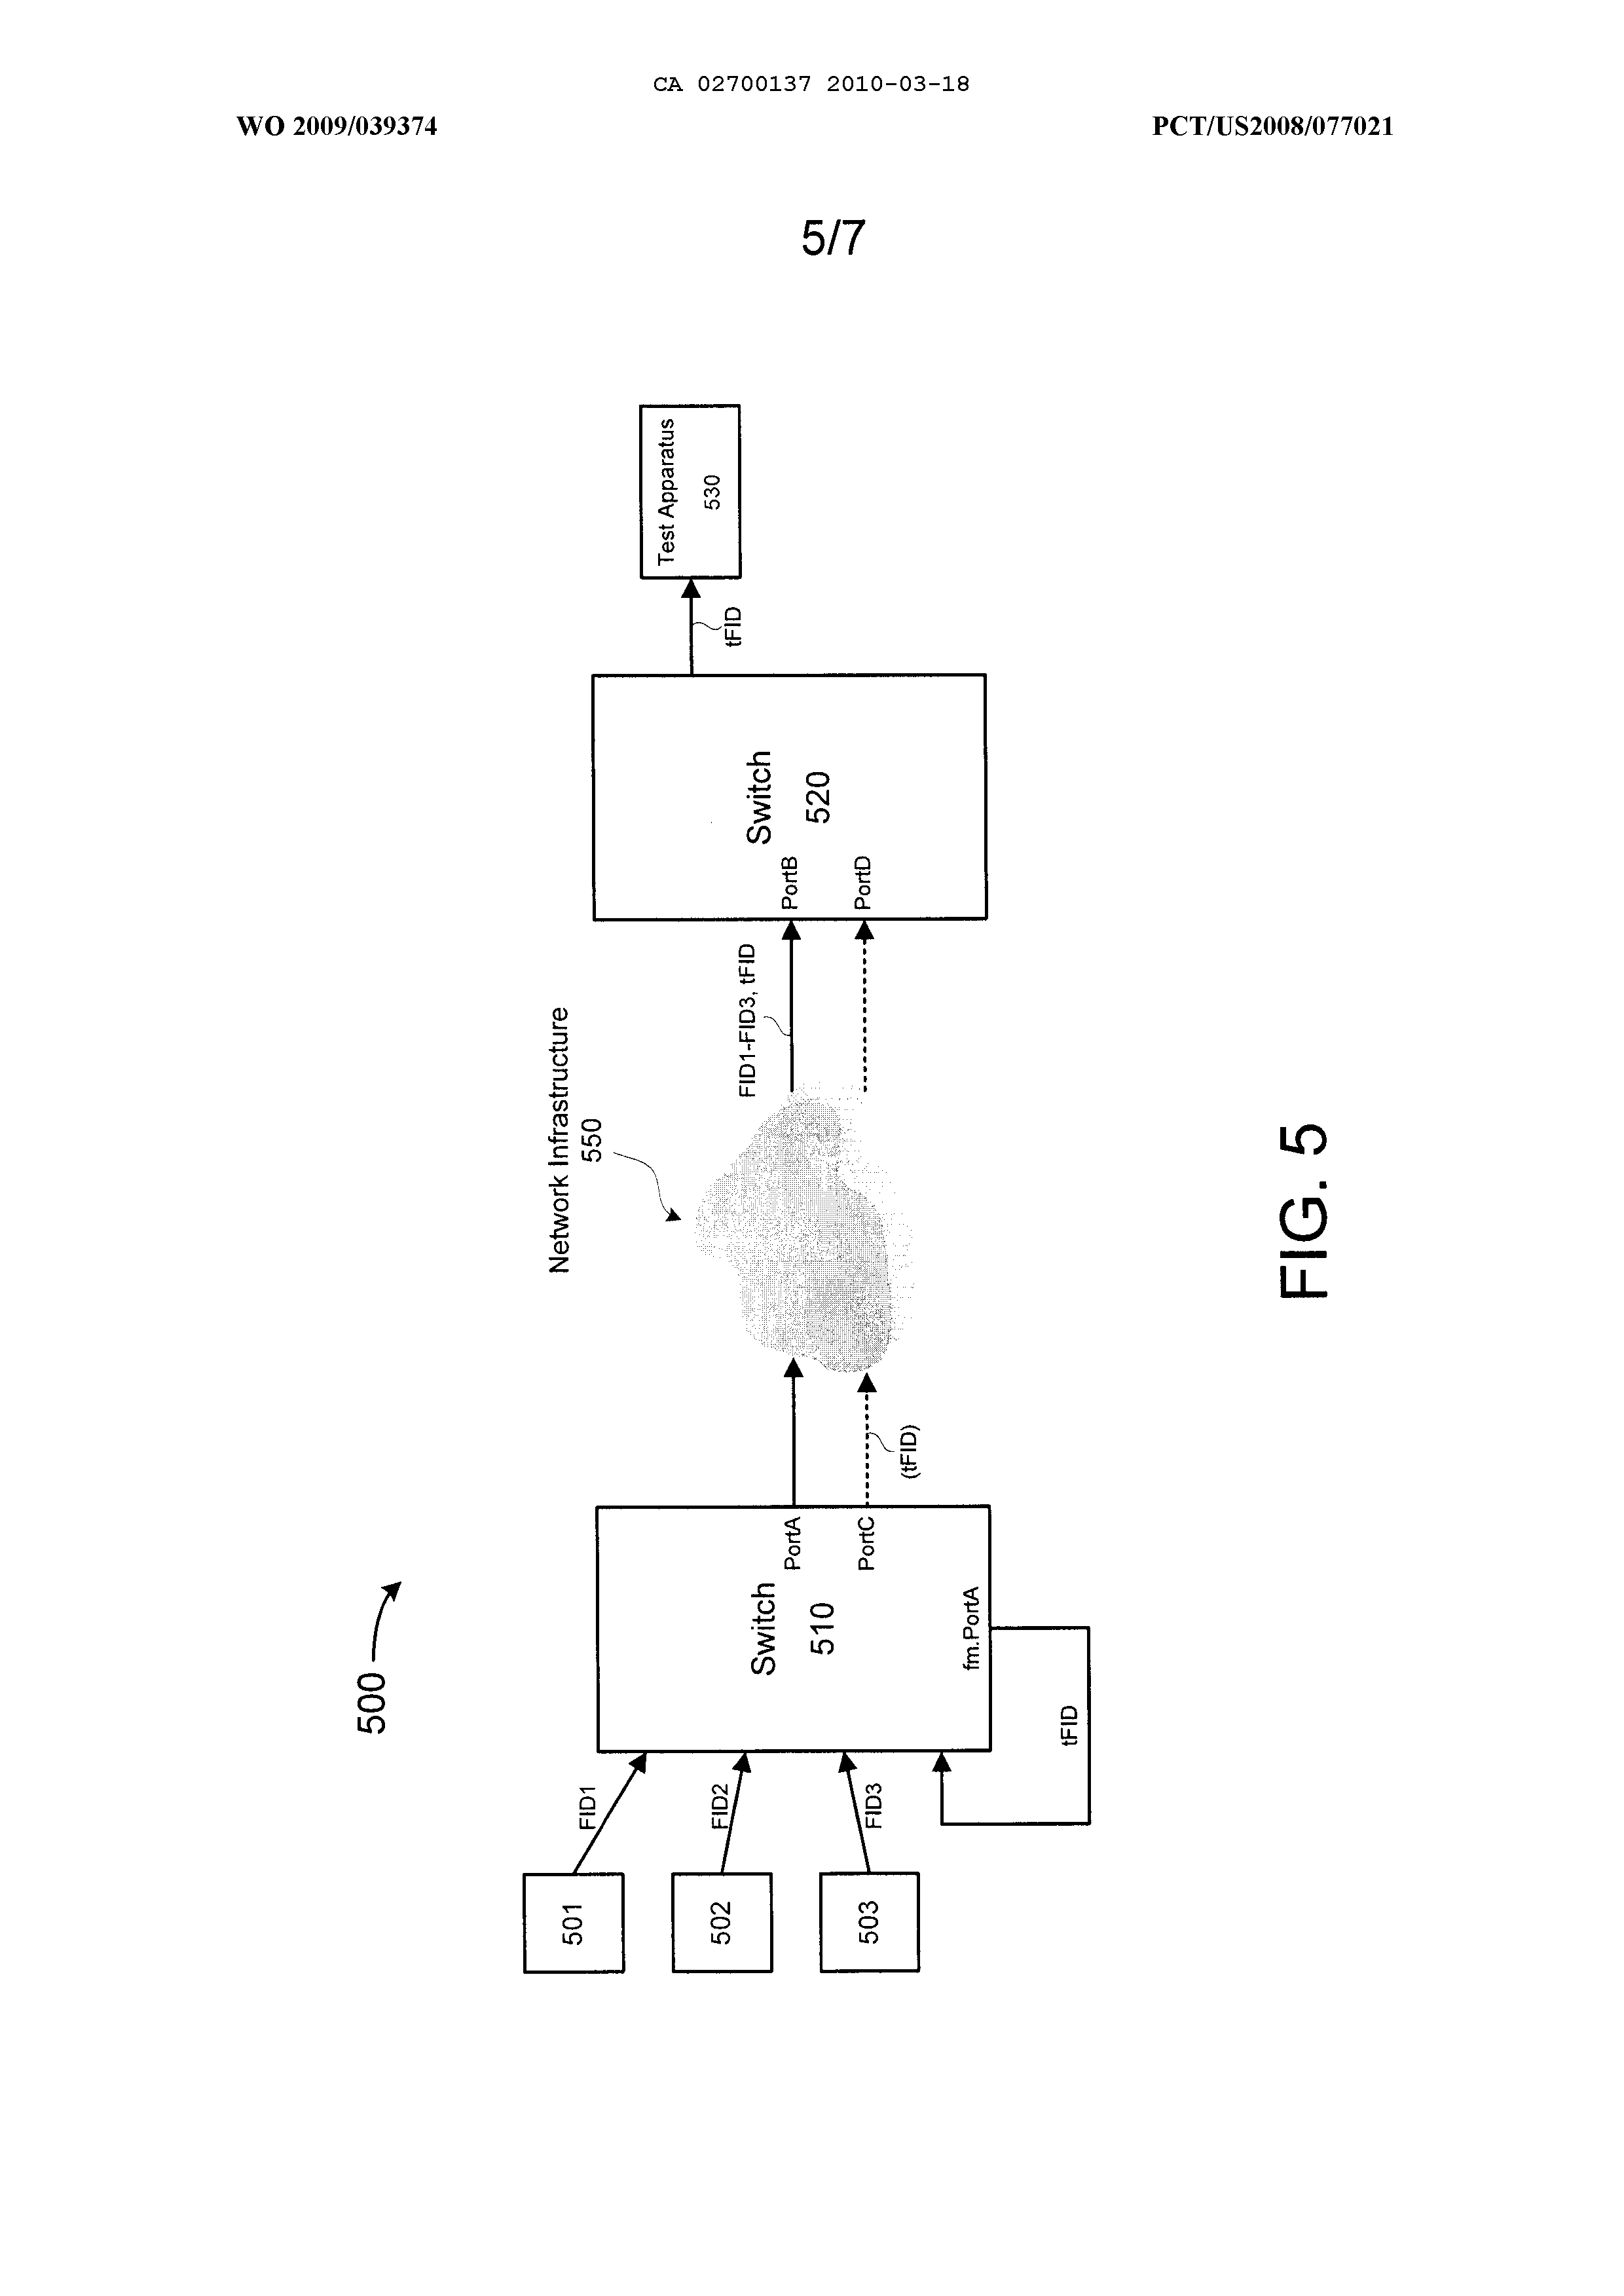 CA 02700137 2010-03-18
WO 2009/039374
PCT/US2008/077021
5/7
500
501
502
503
FID1
FID2
FID3
tFID
Switch
510
PortA
PortC
fm.PortA
(tFID)
Network Infrastructure
550
FID1-FID3, tFID
Switch
520
PortB
PortD
tFID
Test Apparatus
530
FIG. 5